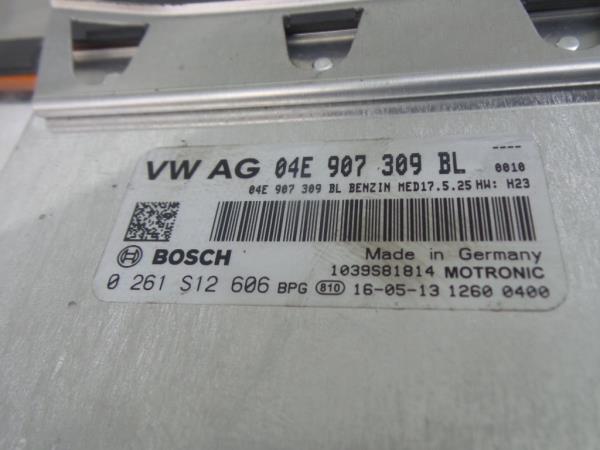 ----
VW AG 04E 907 309 BL 0010
04E 907 309 BL BENZIN MED17.5.25 HW: H23
BOSCH Made in Germany
1039S81814 MOTRONIC
0 261 S12 606 BPG 810 16-05-13 1260 0400